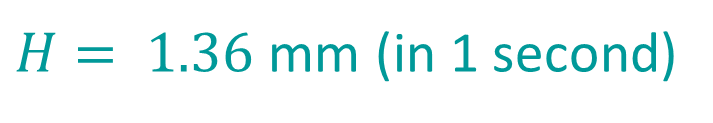 H = 1.36 mm (in 1 second)